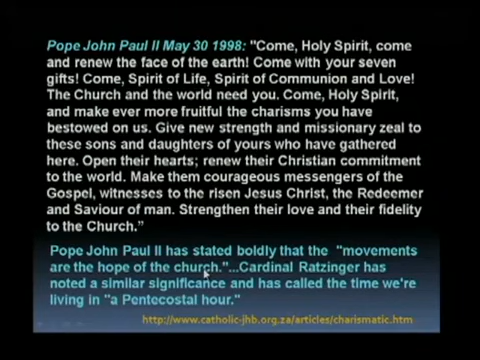 Pope John Paul II May 30 1998: "Come, Holy Spirit, come
and renew the face of the earth! Come with your seven
gifts! Come, Spirit of Life, Spirit of Communion and Love!
The Church and the world need you. Come, Holy Spirit,
and make ever more fruitful the charisms you have
bestowed on us. Give new strength and missionary zeal to
these sons and daughters of yours who have gathered
here. Open their hearts; renew their Christian commitment
to the world. Make them courageous messengers of the
Gospel, witnesses to the risen Jesus Christ, the Redeemer
and Saviour of man. Strengthen their love and their fidelity
to the Church.”
Pope John Paul II has stated boldly that the "movements
are the hope of the church."...Cardinal Ratzinger has
noted a similar significance and has called the time we're
living in "a Pentecostal hour."
http://www.catholic-jhb.org.za/articles/charismatic.htm